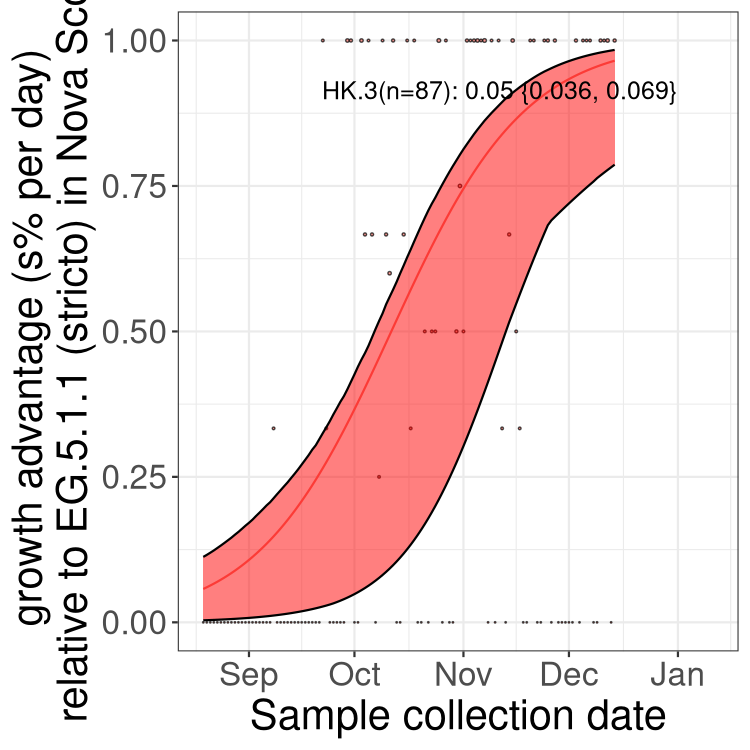 growth advantage (s% per day)
relative to EG.5.1.1 (stricto) in Nova Sco
1.00
0.75
0.50
0.25
0.00
HK.3(n=87): 0.05 {0.036, 0.069}
Sep Oct Nov Dec Jan
Sample collection date